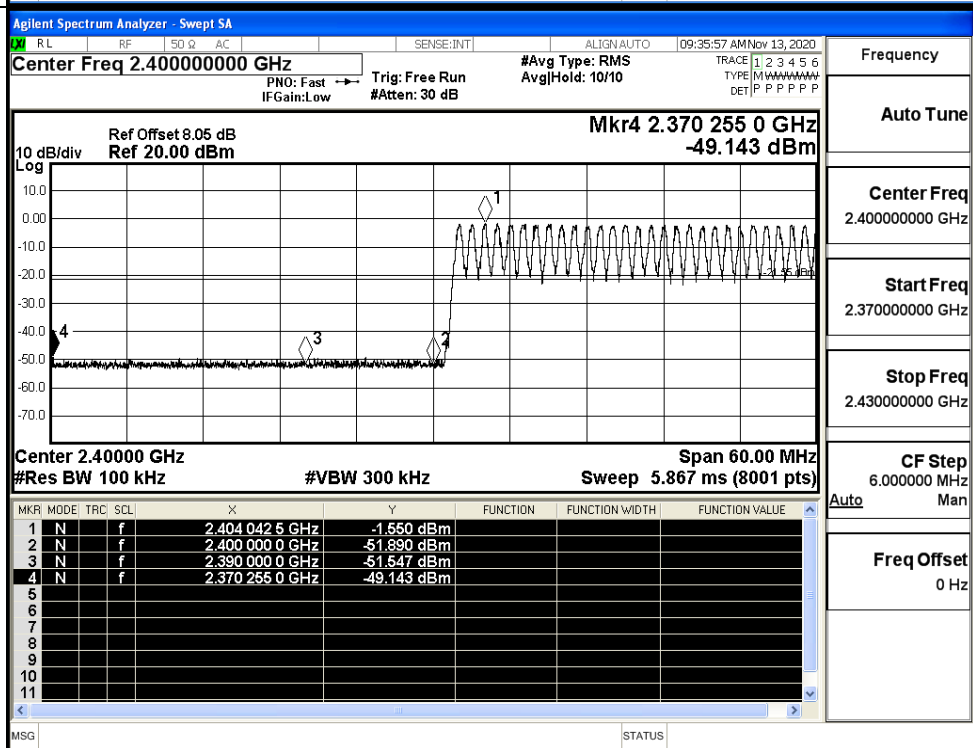 Agilent Spectrum Analyzer - Swept SA
LXI RL RF 50 Ω AC SENSE:INT ALIGN AUTO 09:35:57 AM Nov 13, 2020
Center Freq 2.400000000 GHz #Avg Type: RMS TRACE 1 2 3 4 5 6
PNO: Fast Trig: Free Run Avg|Hold: 10/10 TYPE M W W W W W
IFGain:Low #Atten: 30 dB DET P P P P P P
Frequency
Auto Tune
Center Freq
2.400000000 GHz
Start Freq
2.370000000 GHz
Stop Freq
2.430000000 GHz
CF Step
6.000000 MHz
Auto Man
Freq Offset
0 Hz
Mkr4 2.370 255 0 GHz
-49.143 dBm
Ref Offset 8.05 dB
10 dB/div Ref 20.00 dBm
Log
10.0
0.00
-10.0
-20.0
-30.0
-40.0
-50.0
-60.0
-70.0
1
-21.55 dBm
4
3
2
Center 2.40000 GHz Span 60.00 MHz
#Res BW 100 kHz #VBW 300 kHz Sweep 5.867 ms (8001 pts)
MKR MODE TRC SCL X Y FUNCTION FUNCTION WIDTH FUNCTION VALUE
1 N f 2.404 042 5 GHz -1.550 dBm
2 N f 2.400 000 0 GHz -51.890 dBm
3 N f 2.390 000 0 GHz -51.547 dBm
4 N f 2.370 255 0 GHz -49.143 dBm
5
6
7
8
9
10
11
MSG STATUS